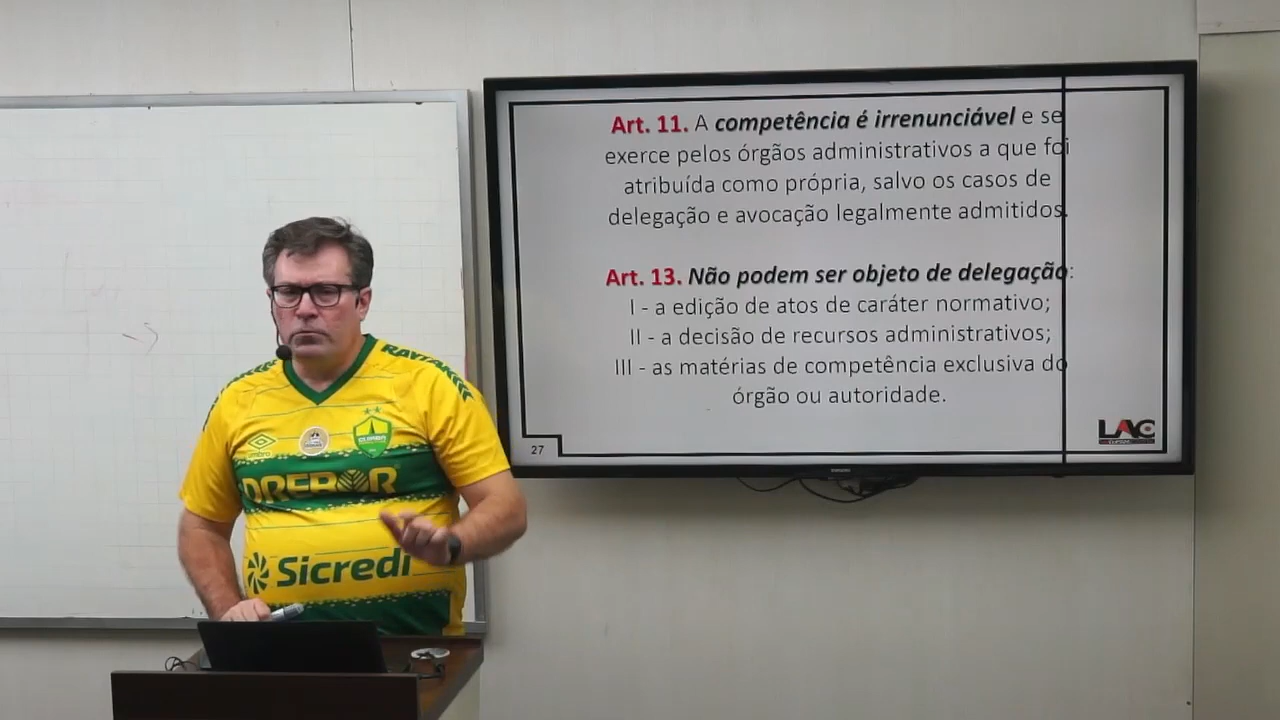 Art. 11. A competência é irrenunciável e se
exerce pelos órgãos administrativos a que foi
atribuída como própria, salvo os casos de
delegação e avocação legalmente admitidos.
Art. 13. Não podem ser objeto de delegação:
I - a edição de atos de caráter normativo;
II - a decisão de recursos administrativos;
III - as matérias de competência exclusiva do
órgão ou autoridade.
27
LAC
umbro
CUIABÁ
DREBOR
Sicredi